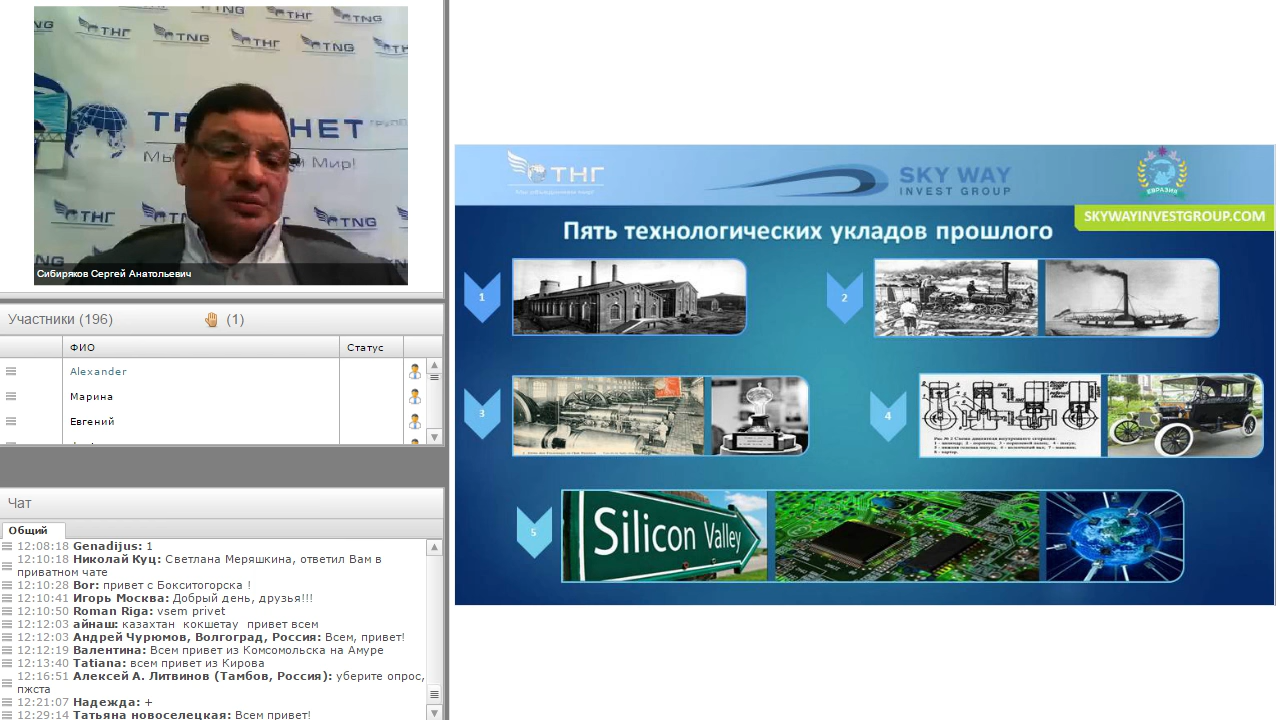 TNG
ТНГ
TNG
ТНГ
TNG
ТНГ
TNG
ТНГ
TNG
Мир!
Сибиряков Сергей Анатольевич
Участники (196)
(1)
ФИО
Статус
Alexander
Марина
Евгений
Чат
Общий
12:08:18 Genadijus: 1
12:10:18 Николай Куц: Светлана Меряшкина, ответил Вам в
приватном чате
12:10:28 Вог: привет с Бокситогорска !
12:10:41 Игорь Москва: Добрый день, друзья!!!
12:10:50 Roman Riga: vsem privet
12:12:03 айнаш: казахтан кокшетау привет всем
12:12:03 Андрей Чурюмов, Волгоград, Россия: Всем, привет!
12:12:19 Валентина: Всем привет из Комсомольска на Амуре
12:13:40 Tatiana: всем привет из Кирова
12:16:51 Алексей А. Литвинов (Тамбов, Россия): уберите опрос,
пжста
12:21:07 Надежда: +
12:29:14 Татьяна новоселецкая: Всем привет!
ТНГ
Мы объединяем мир!
SKY WAY
INVEST GROUP
ЕВРАЗИЯ
SKYWAYINVESTGROUP.COM
Пять технологических укладов прошлого
1
2
3
4
5
Silicon Valley